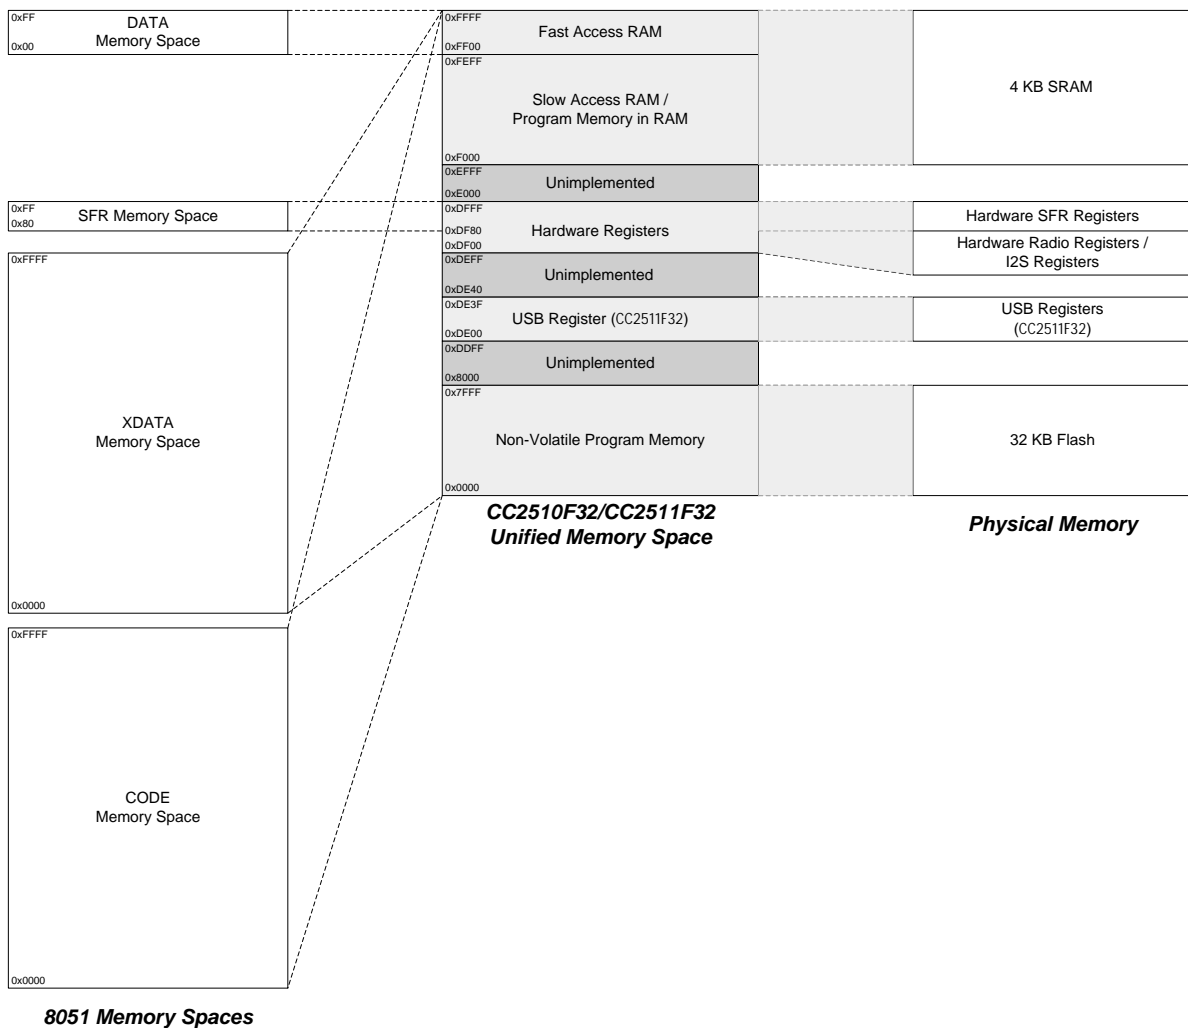 0xFF
DATA
Memory Space
0x00
0xFF
SFR Memory Space
0x80
0xFFFF
XDATA
Memory Space
0x0000
0xFFFF
CODE
Memory Space
0x0000
8051 Memory Spaces
0xFFFF
Fast Access RAM
0xFF00
0xFEFF
Slow Access RAM /
Program Memory in RAM
0xF000
0xEFFF
Unimplemented
0xE000
0xDFFF
0xDF80
Hardware Registers
0xDF00
0xDEFF
Unimplemented
0xDE40
0xDE3F
USB Register (CC2511F32)
0xDE00
0xDDFF
Unimplemented
0x8000
0x7FFF
Non-Volatile Program Memory
0x0000
CC2510F32/CC2511F32
Unified Memory Space
4 KB SRAM
Hardware SFR Registers
Hardware Radio Registers /
I2S Registers
USB Registers
(CC2511F32)
32 KB Flash
Physical Memory